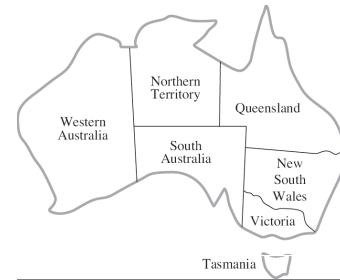 Northern
Territory
Queensland
Western
Australia
South
Australia
New
South
Wales
Victoria
Tasmania